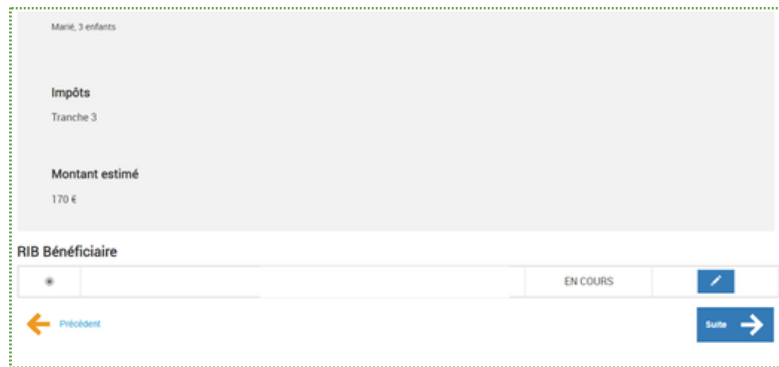 Marié, 3 enfants
Impôts
Tranche 3
Montant estimé
170 €
RIB Bénéficiaire
EN COURS
Précédent
Suite